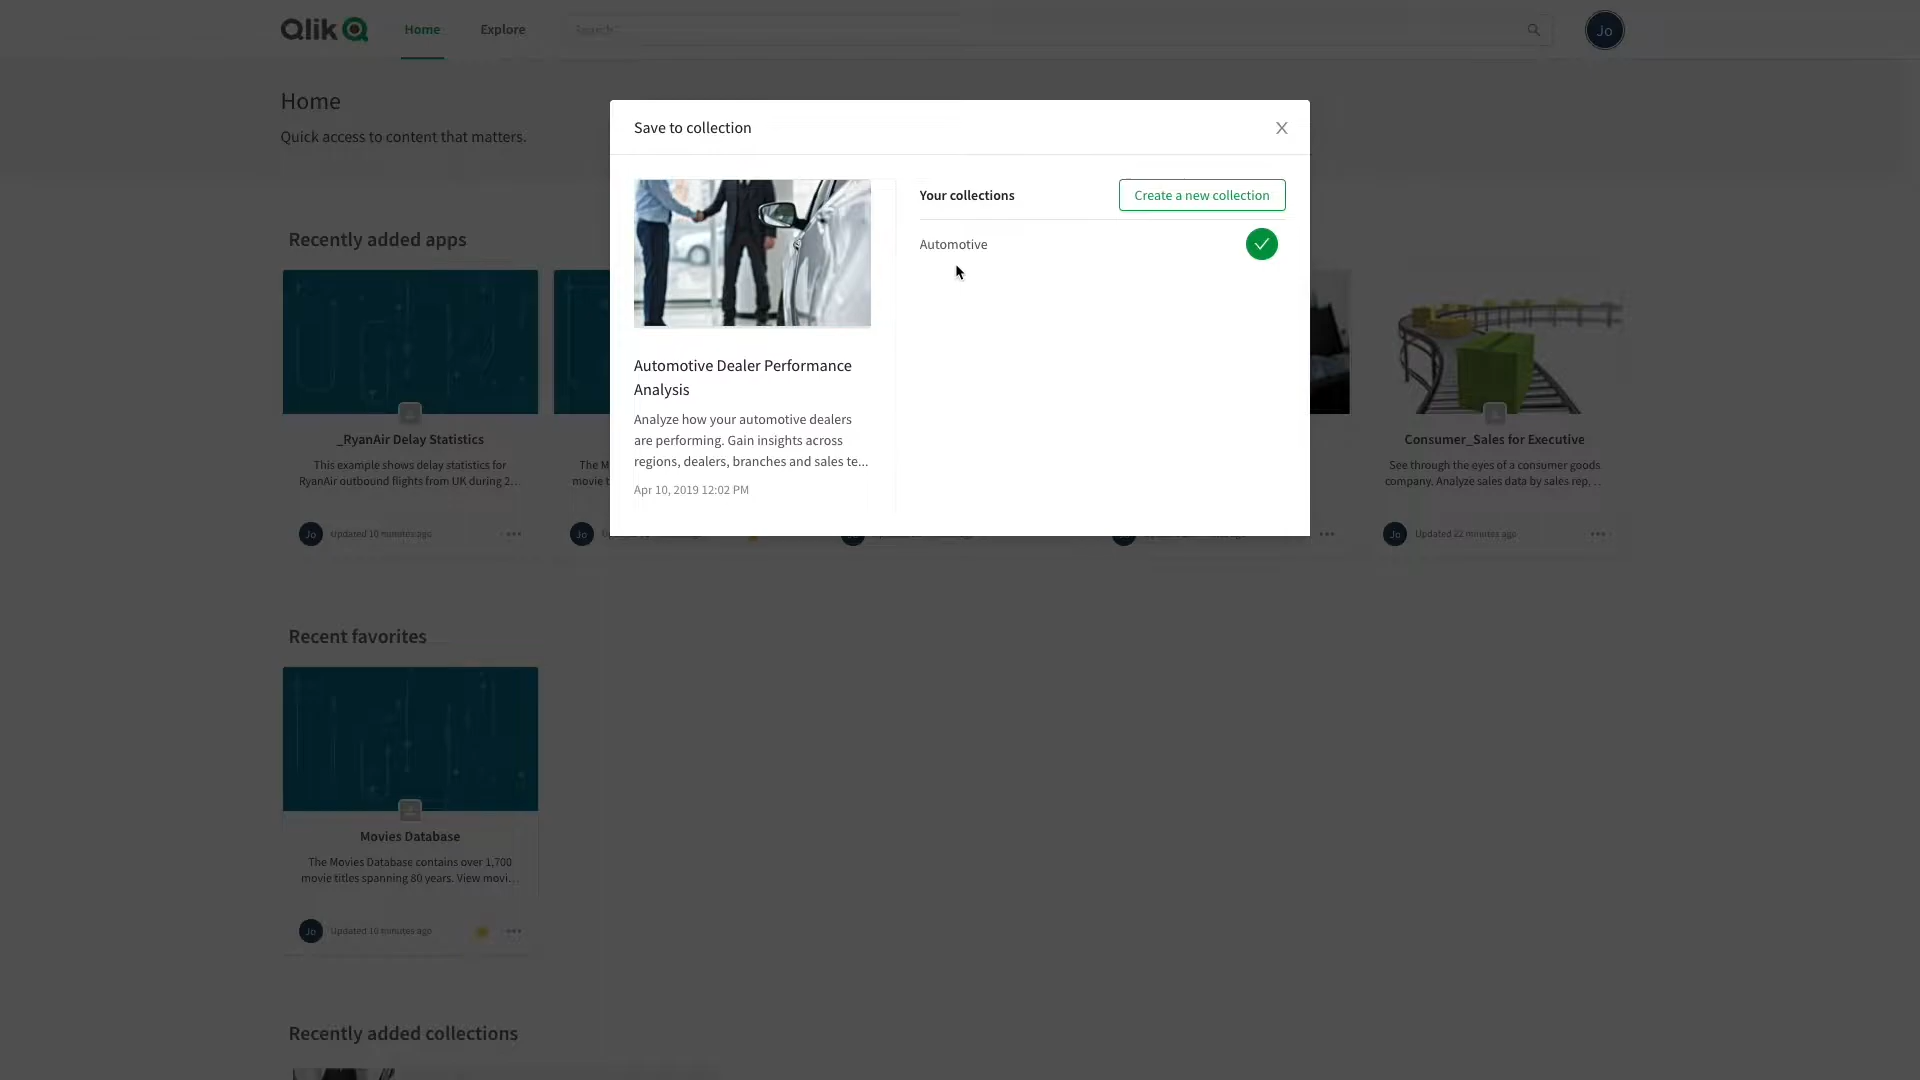 Qlik
Home
Explore
Search
Jo
Home
Quick access to content that matters.
Save to collection
Your collections
Create a new collection
Automotive
Automotive Dealer Performance
Analysis
Analyze how your automotive dealers
are performing. Gain insights across
regions, dealers, branches and sales te...
Apr 10, 2019 12:02 PM
Recently added apps
_RyanAir Delay Statistics
This example shows delay statistics for
RyanAir outbound flights from UK during 2...
Jo
Updated 10 minutes ago
The M
movie t
Jo
Jo
Jo
Consumer_Sales for Executive
See through the eyes of a consumer goods
company. Analyze sales data by sales rep, ...
Jo
Updated 22 minutes ago
Recent favorites
Movies Database
The Movies Database contains over 1,700
movie titles spanning 80 years. View movi...
Jo
Updated 10 minutes ago
Recently added collections